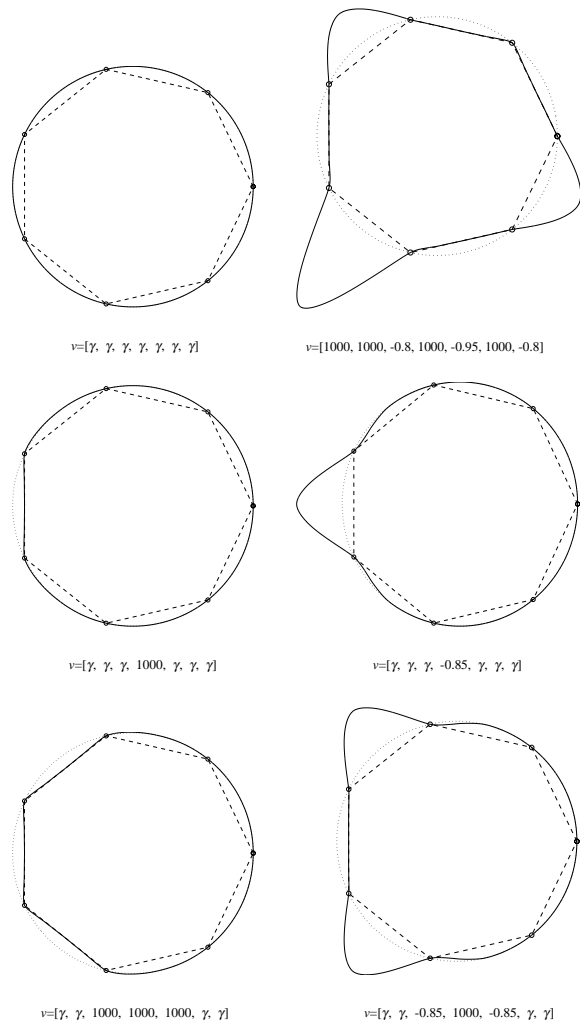 v=[γ, γ, γ, γ, γ, γ, γ]
v=[1000, 1000, -0.8, 1000, -0.95, 1000, -0.8]
v=[γ, γ, γ, 1000, γ, γ, γ]
v=[γ, γ, γ, -0.85, γ, γ, γ]
v=[γ, γ, 1000, 1000, 1000, γ, γ]
v=[γ, γ, -0.85, 1000, -0.85, γ, γ]